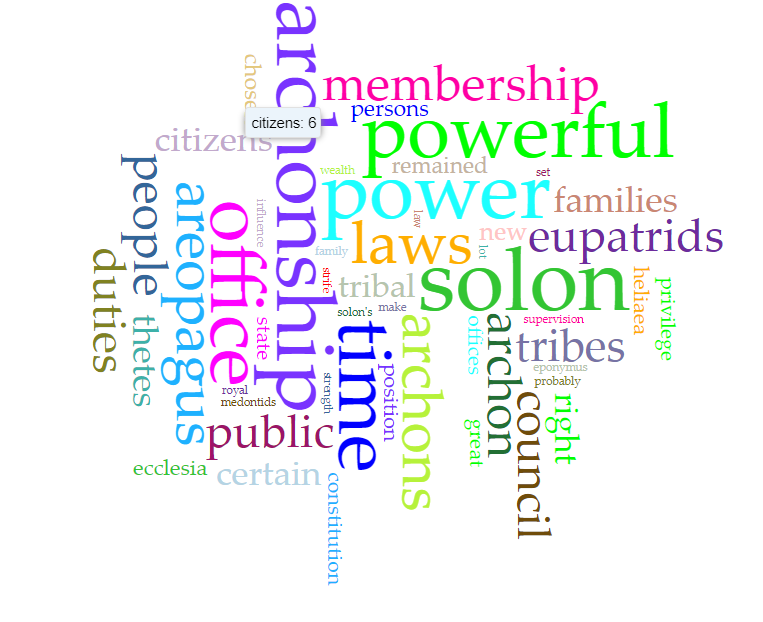 archonship
chose
membership
persons
citizens: 6
citizens
powerful
people
wealth
remained
set
areopagus
power
families
office
influence
law
laws
new
eupatrids
family
lot
duties
strife
tribal
solon
heliaea
privilege
make
solon's
thetes
state
time
archons
offices
archon
supervision
tribes
eponymus
probably
position
strength
royal
medontids
council
right
public
great
ecclesia
certain
constitution